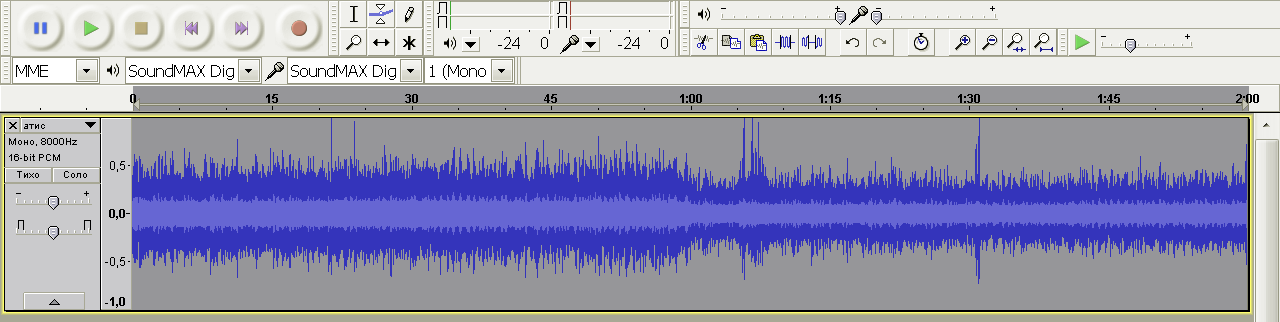 -24 0 -24 0
MME SoundMAX Dig SoundMAX Dig 1 (Mono
0 15 30 45 1:00 1:15 1:30 1:45 2:00
атис
Моно, 8000Hz
16-bit PCM
Тихо Соло
- +
0,5-
0,0-
-0,5-
-1,0